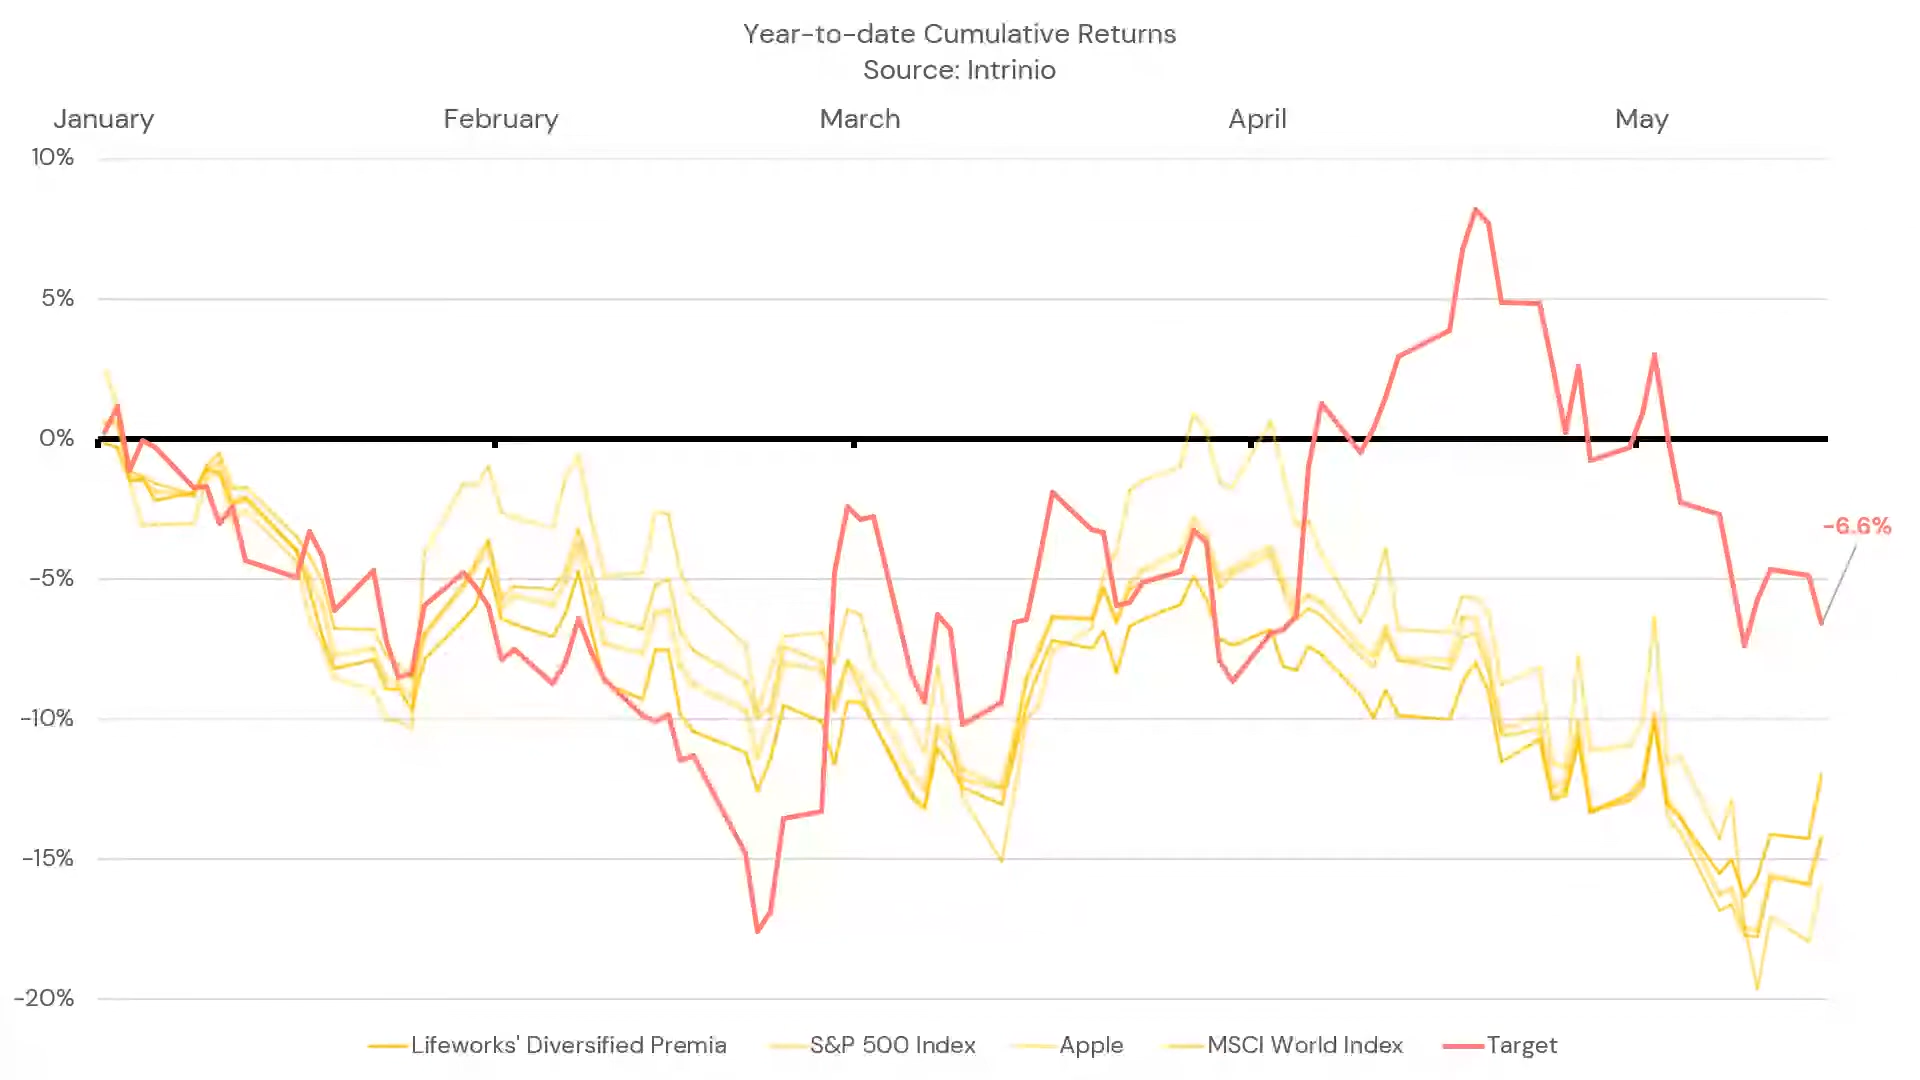 Year-to-date Cumulative Returns
Source: Intrinio
January February March April May
10%
5%
0%
-5%
-6.6%
-10%
-15%
-20%
Lifeworks' Diversified Premia S&P 500 Index Apple MSCI World Index Target